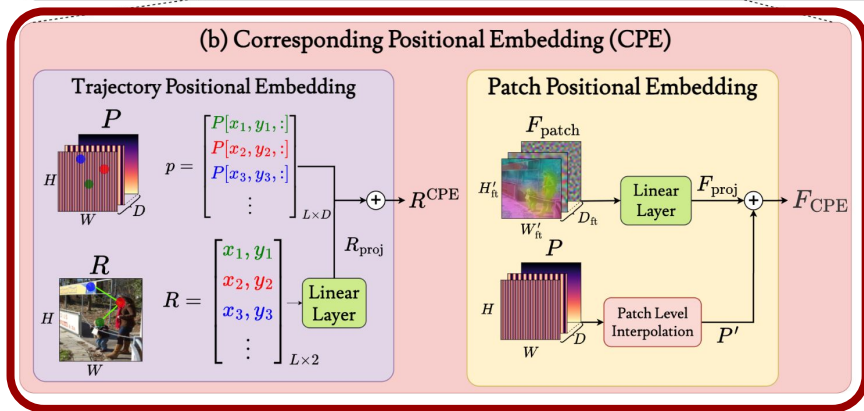 (b) Corresponding Positional Embedding (CPE)
Trajectory Positional Embedding
P
H
W
D
p = [P[x₁, y₁, :]
P[x₂, y₂, :]
P[x₃, y₃, :]
⋮]
L×D
R^CPE
R_proj
R
H
W
R = [x₁, y₁
x₂, y₂
x₃, y₃
⋮]
L×2
Linear
Layer
Patch Positional Embedding
F_patch
H'_ft
W'_ft
D_ft
Linear
Layer
F_proj
F_CPE
P
H
W
D
Patch Level
Interpolation
P'